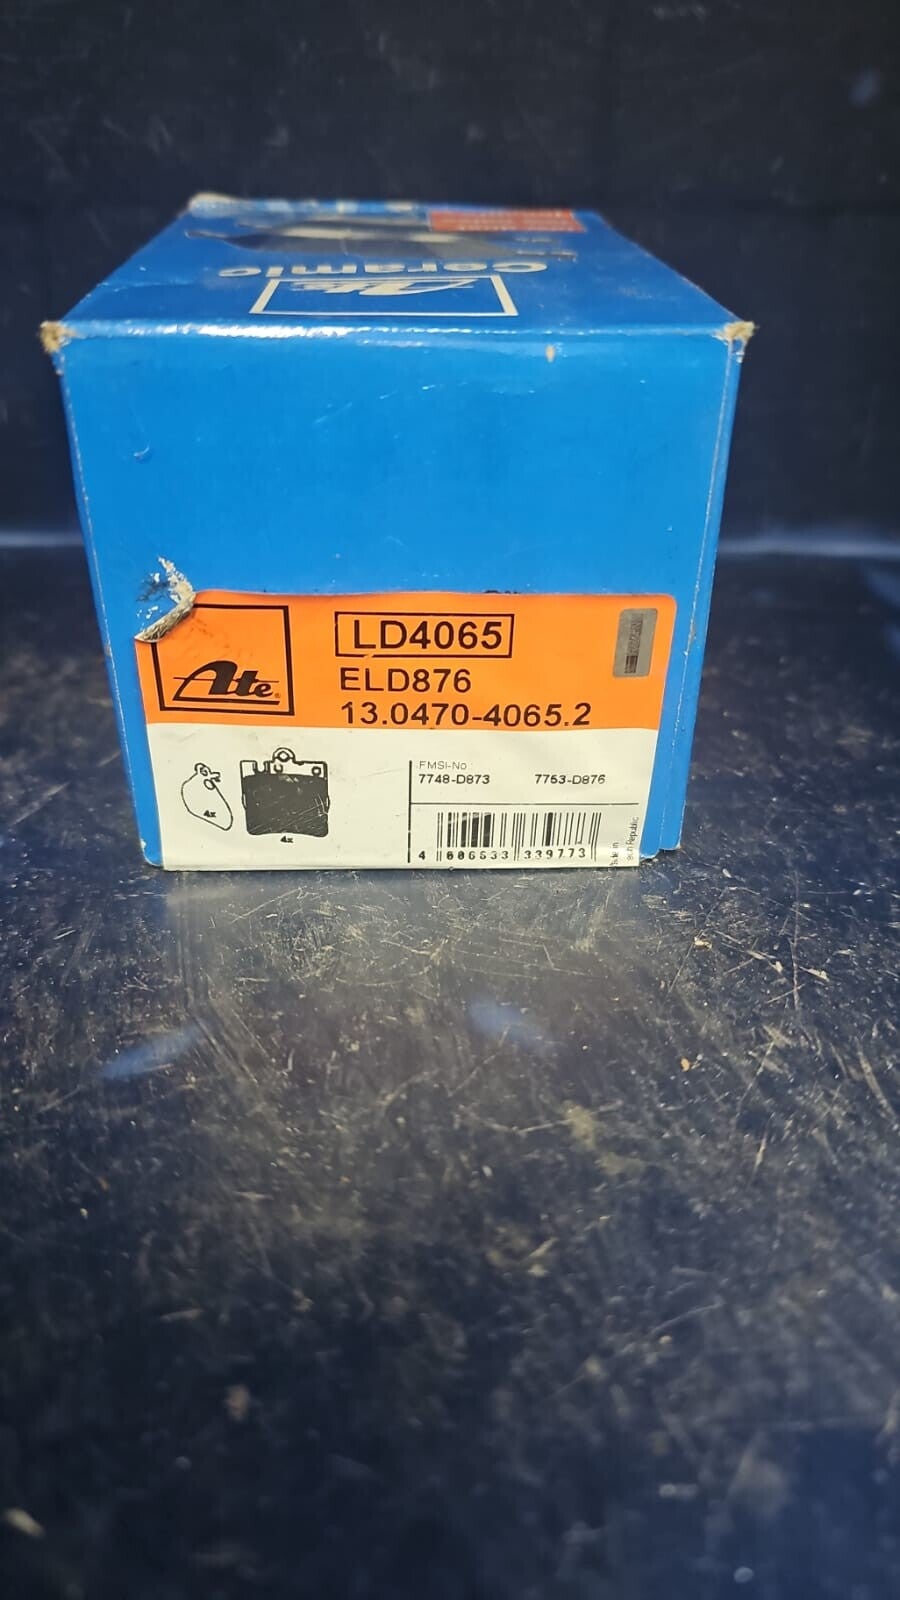 Ceramic
Ate
Ate
LD4065
ELD876
13.0470-4065.2
FMSI-No
7748-D873 7753-D876
4x
4x
4 006633 339773